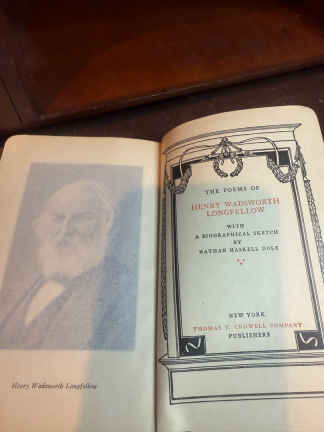 Henry Wadsworth Longfellow
THE POEMS OF
HENRY WADSWORTH
LONGFELLOW
WITH
A BIOGRAPHICAL SKETCH
BY
NATHAN HASKELL DOLE
NEW YORK
THOMAS Y. CROWELL COMPANY
PUBLISHERS